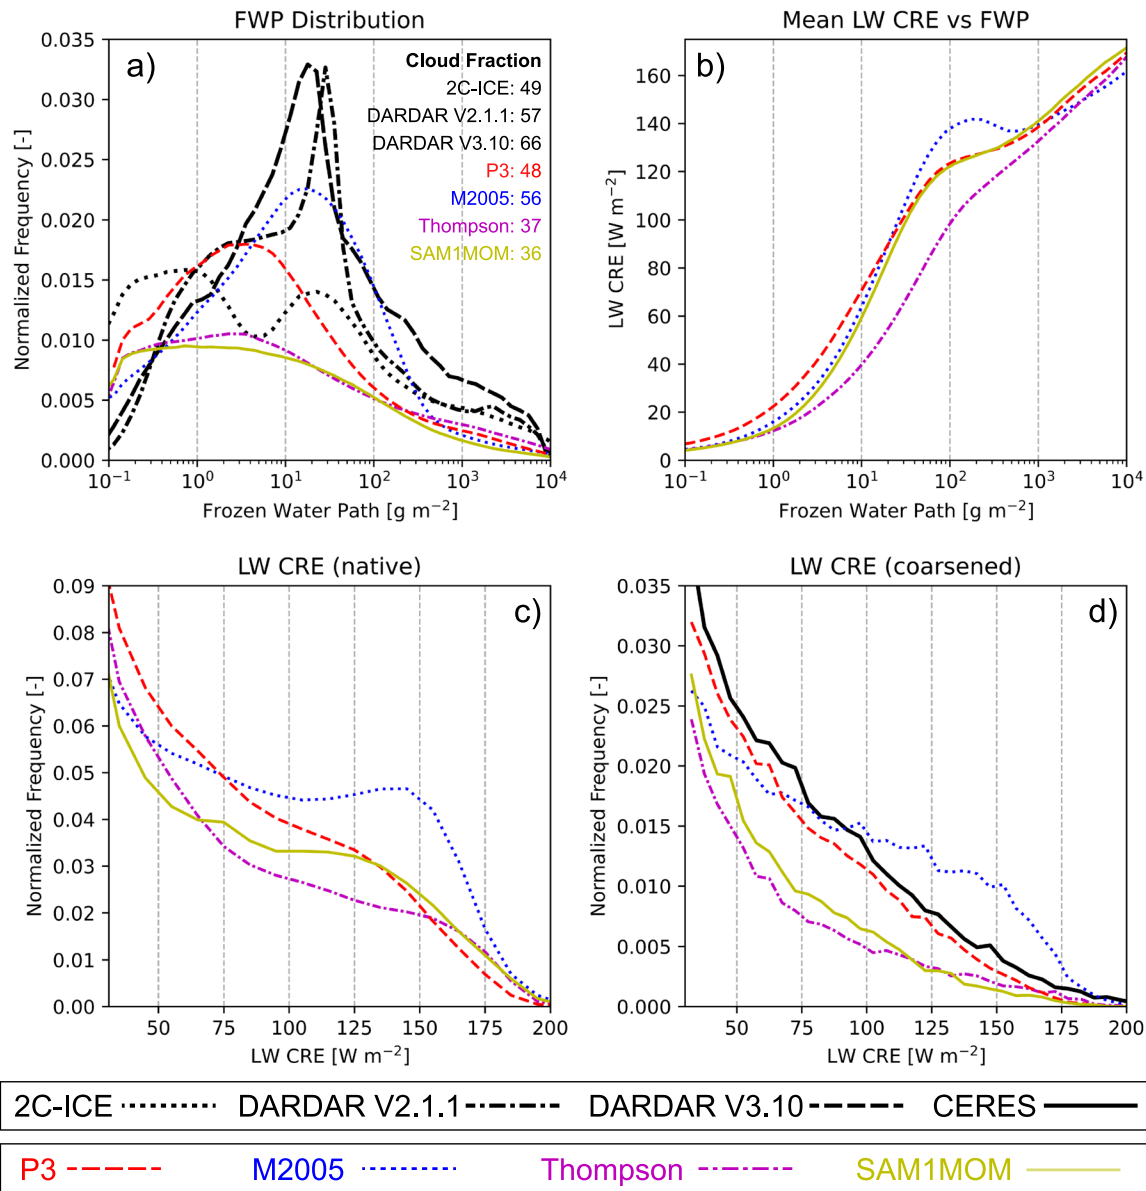 FWP Distribution
a)
Normalized Frequency [-]
0.035
0.030
0.025
0.020
0.015
0.010
0.005
0.000
Cloud Fraction
2C-ICE: 49
DARDAR V2.1.1: 57
DARDAR V3.10: 66
P3: 48
M2005: 56
Thompson: 37
SAM1MOM: 36
10⁻¹ 10⁰ 10¹ 10² 10³ 10⁴
Frozen Water Path [g m⁻²]
Mean LW CRE vs FWP
b)
LW CRE [W m⁻²]
160
140
120
100
80
60
40
20
0
10⁻¹ 10⁰ 10¹ 10² 10³ 10⁴
Frozen Water Path [g m⁻²]
LW CRE (native)
c)
Normalized Frequency [-]
0.09
0.08
0.07
0.06
0.05
0.04
0.03
0.02
0.01
0.00
50 75 100 125 150 175 200
LW CRE [W m⁻²]
LW CRE (coarsened)
d)
Normalized Frequency [-]
0.035
0.030
0.025
0.020
0.015
0.010
0.005
0.000
50 75 100 125 150 175 200
LW CRE [W m⁻²]
2C-ICE DARDAR V2.1.1 DARDAR V3.10 CERES
P3 M2005 Thompson SAM1MOM